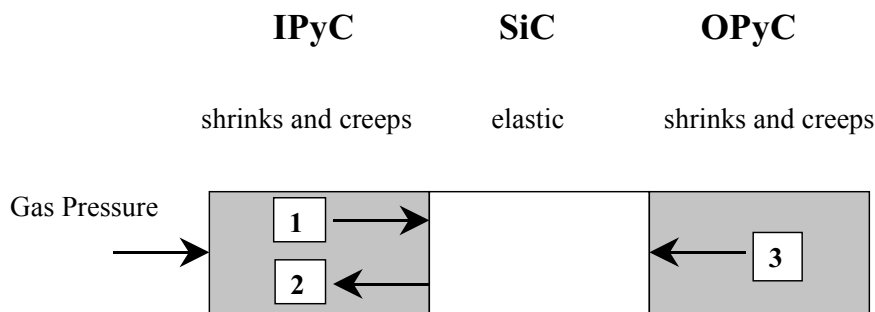 IPyC SiC OPyC
shrinks and creeps elastic shrinks and creeps
Gas Pressure
1
2
3